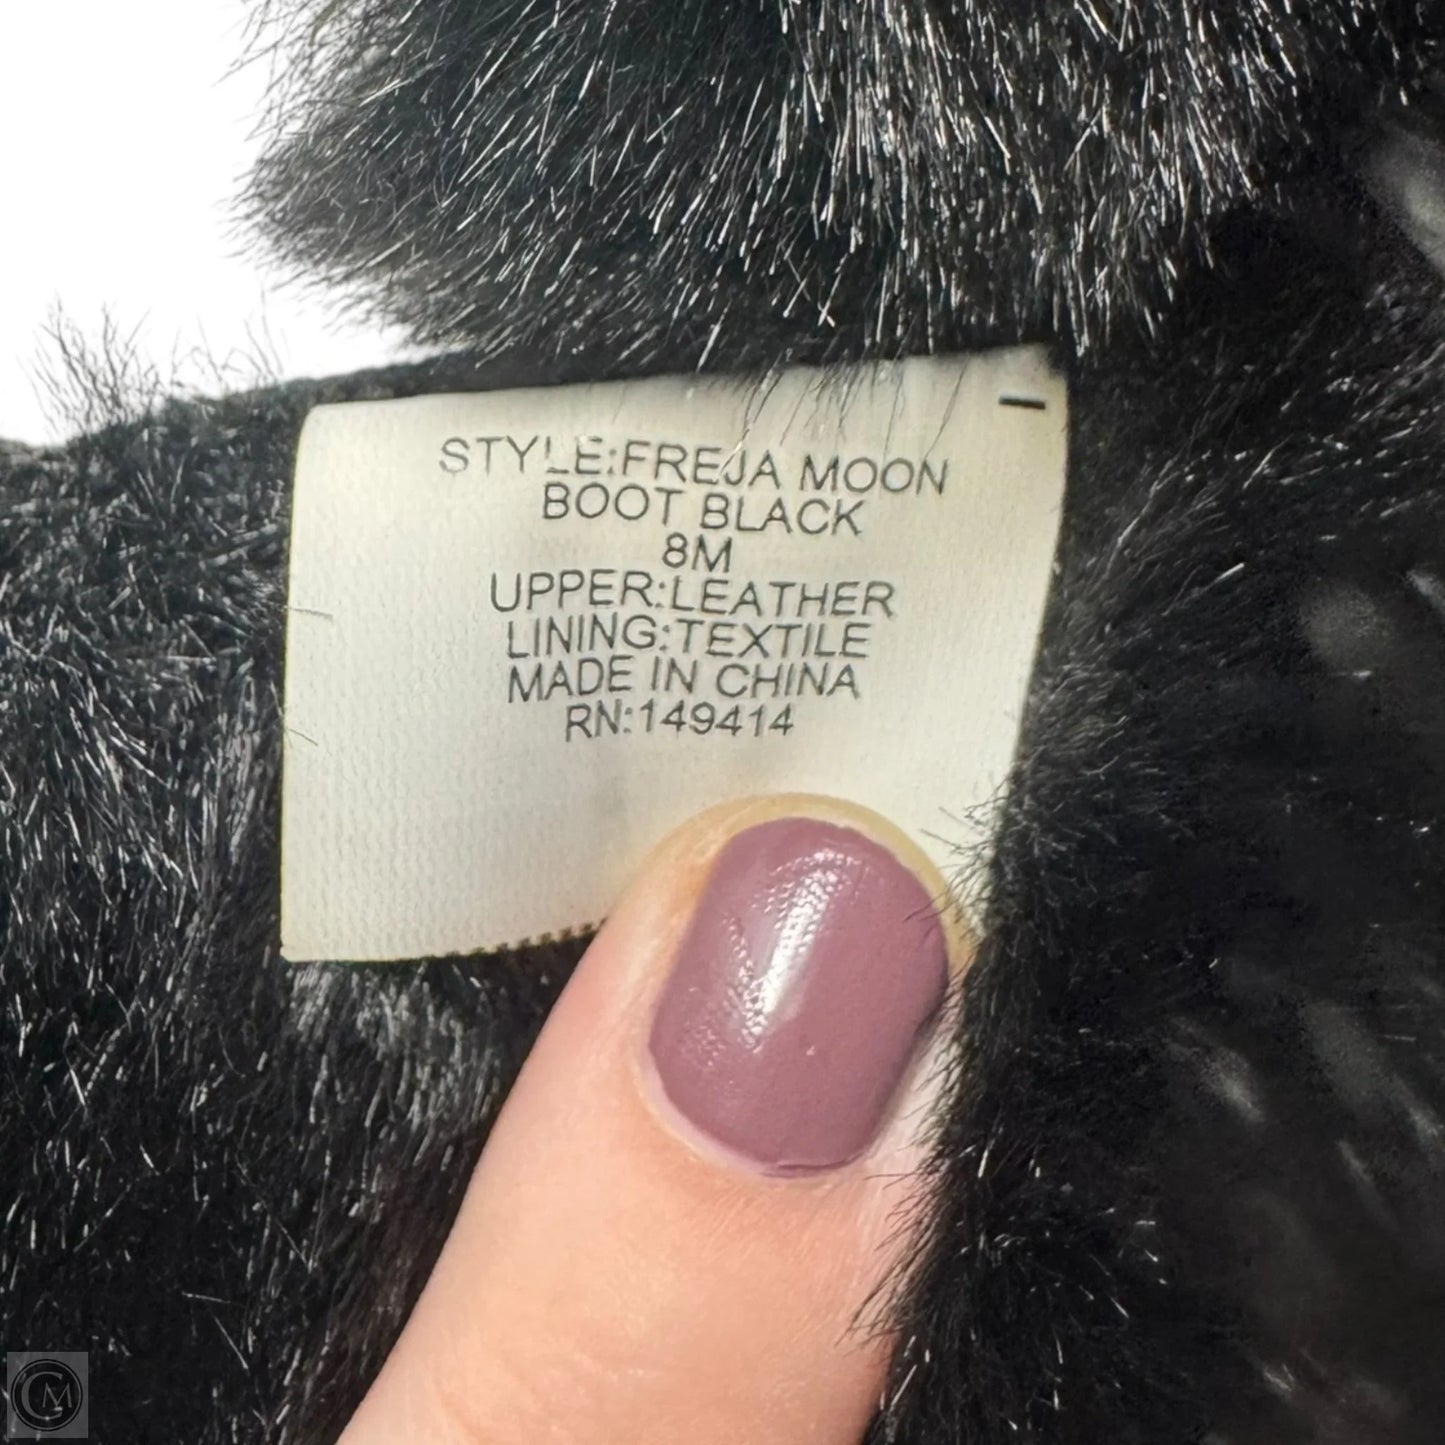 STYLE:FREJA MOON
BOOT BLACK
8M
UPPER:LEATHER
LINING:TEXTILE
MADE IN CHINA
RN:149414